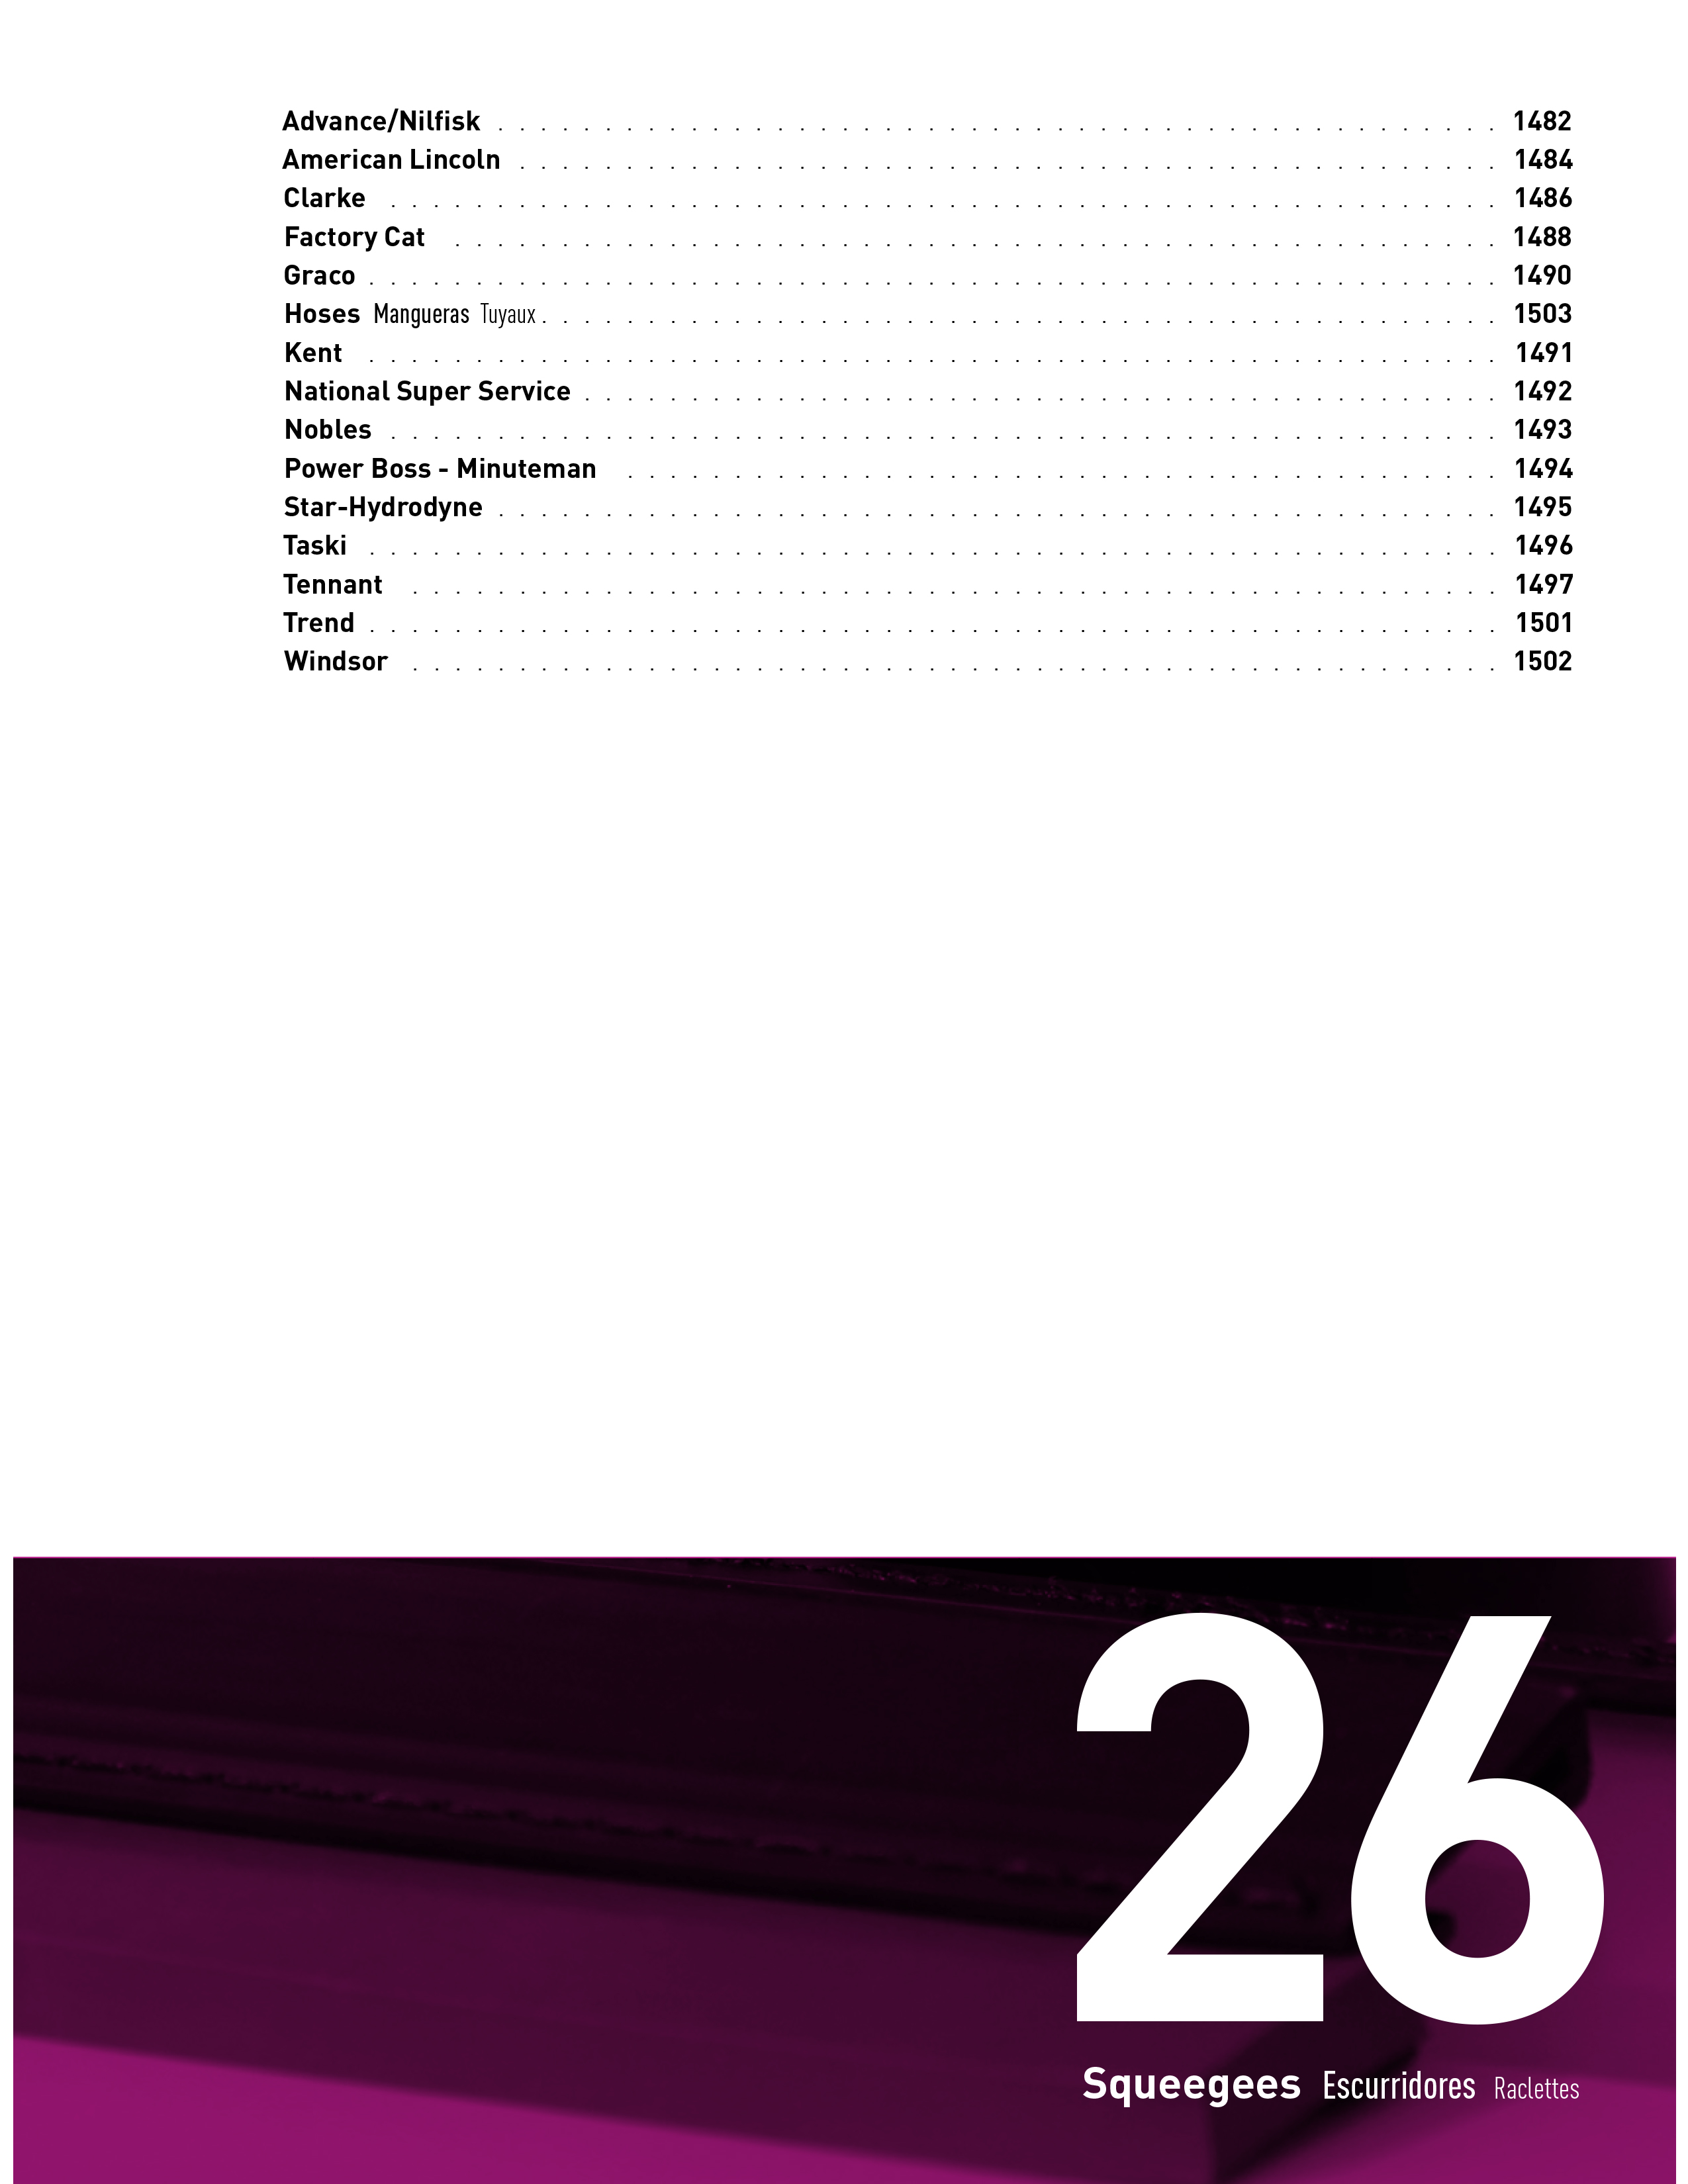 Advance/Nilfisk . . . . . . . . . . . . . . . . . . . . . . . . . . . . . . . . . . . . . . . . . . . . . . . 1482
American Lincoln . . . . . . . . . . . . . . . . . . . . . . . . . . . . . . . . . . . . . . . . . . . . . . 1484
Clarke . . . . . . . . . . . . . . . . . . . . . . . . . . . . . . . . . . . . . . . . . . . . . . . . . . . . 1486
Factory Cat . . . . . . . . . . . . . . . . . . . . . . . . . . . . . . . . . . . . . . . . . . . . . . . . . 1488
Graco . . . . . . . . . . . . . . . . . . . . . . . . . . . . . . . . . . . . . . . . . . . . . . . . . . . . . 1490
Hoses Mangueras Tuyaux . . . . . . . . . . . . . . . . . . . . . . . . . . . . . . . . . . . . . . . . . . . . . 1503
Kent . . . . . . . . . . . . . . . . . . . . . . . . . . . . . . . . . . . . . . . . . . . . . . . . . . . . . 1491
National Super Service . . . . . . . . . . . . . . . . . . . . . . . . . . . . . . . . . . . . . . . . . . . 1492
Nobles . . . . . . . . . . . . . . . . . . . . . . . . . . . . . . . . . . . . . . . . . . . . . . . . . . . . 1493
Power Boss - Minuteman . . . . . . . . . . . . . . . . . . . . . . . . . . . . . . . . . . . . . . . . . 1494
Star-Hydrodyne . . . . . . . . . . . . . . . . . . . . . . . . . . . . . . . . . . . . . . . . . . . . . . . 1495
Taski . . . . . . . . . . . . . . . . . . . . . . . . . . . . . . . . . . . . . . . . . . . . . . . . . . . . . 1496
Tennant . . . . . . . . . . . . . . . . . . . . . . . . . . . . . . . . . . . . . . . . . . . . . . . . . . . 1497
Trend . . . . . . . . . . . . . . . . . . . . . . . . . . . . . . . . . . . . . . . . . . . . . . . . . . . . . 1501
Windsor . . . . . . . . . . . . . . . . . . . . . . . . . . . . . . . . . . . . . . . . . . . . . . . . . . . 1502
26
Squeegees Escurridores Raclettes